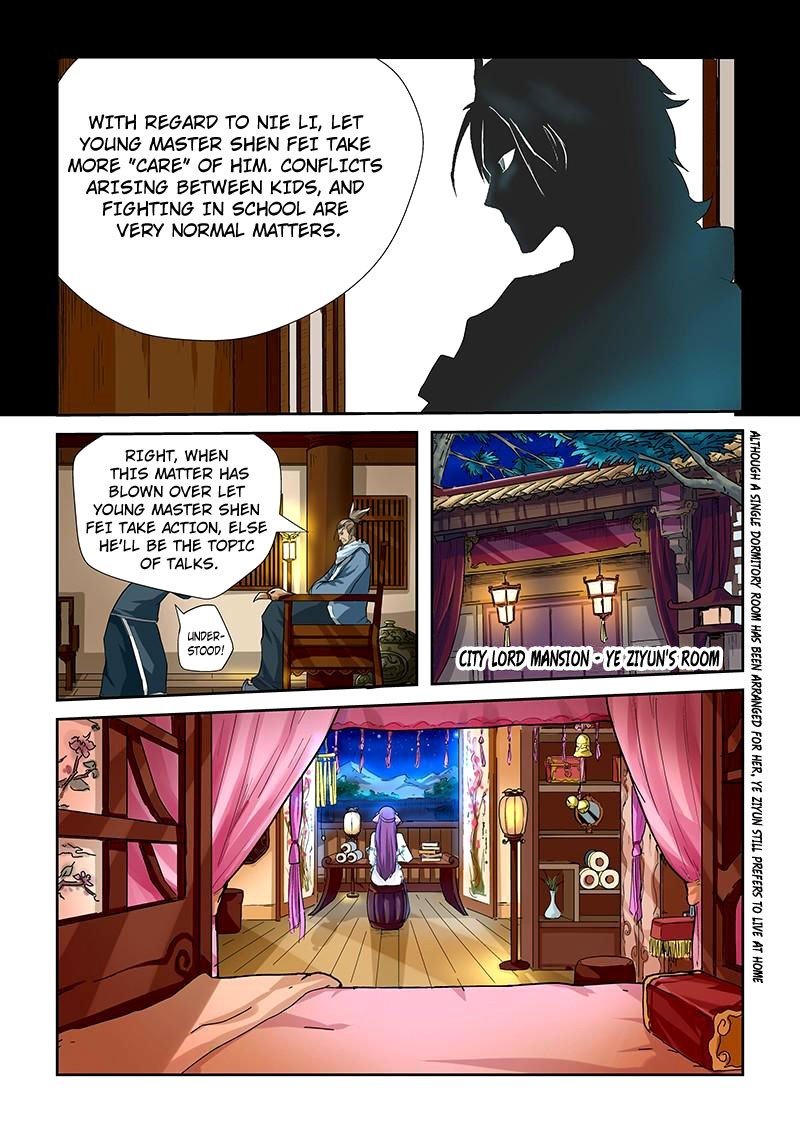 WITH REGARD TO NIE LI, LET
YOUNG MASTER SHEN FEI TAKE
MORE "CARE" OF HIM. CONFLICTS
ARISING BETWEEN KIDS, AND
FIGHTING IN SCHOOL ARE
VERY NORMAL MATTERS.
RIGHT, WHEN
THIS MATTER HAS
BLOWN OVER LET
YOUNG MASTER SHEN
FEI TAKE ACTION, ELSE
HE'LL BE THE TOPIC
OF TALKS.
UNDER-
STOOD!
CITY LORD MANSION - YE ZIYUN'S ROOM
ALTHOUGH A SINGLE DORMITORY ROOM HAS BEEN ARRANGED FOR HER, YE ZIYUN STILL PREFERS TO LIVE AT HOME